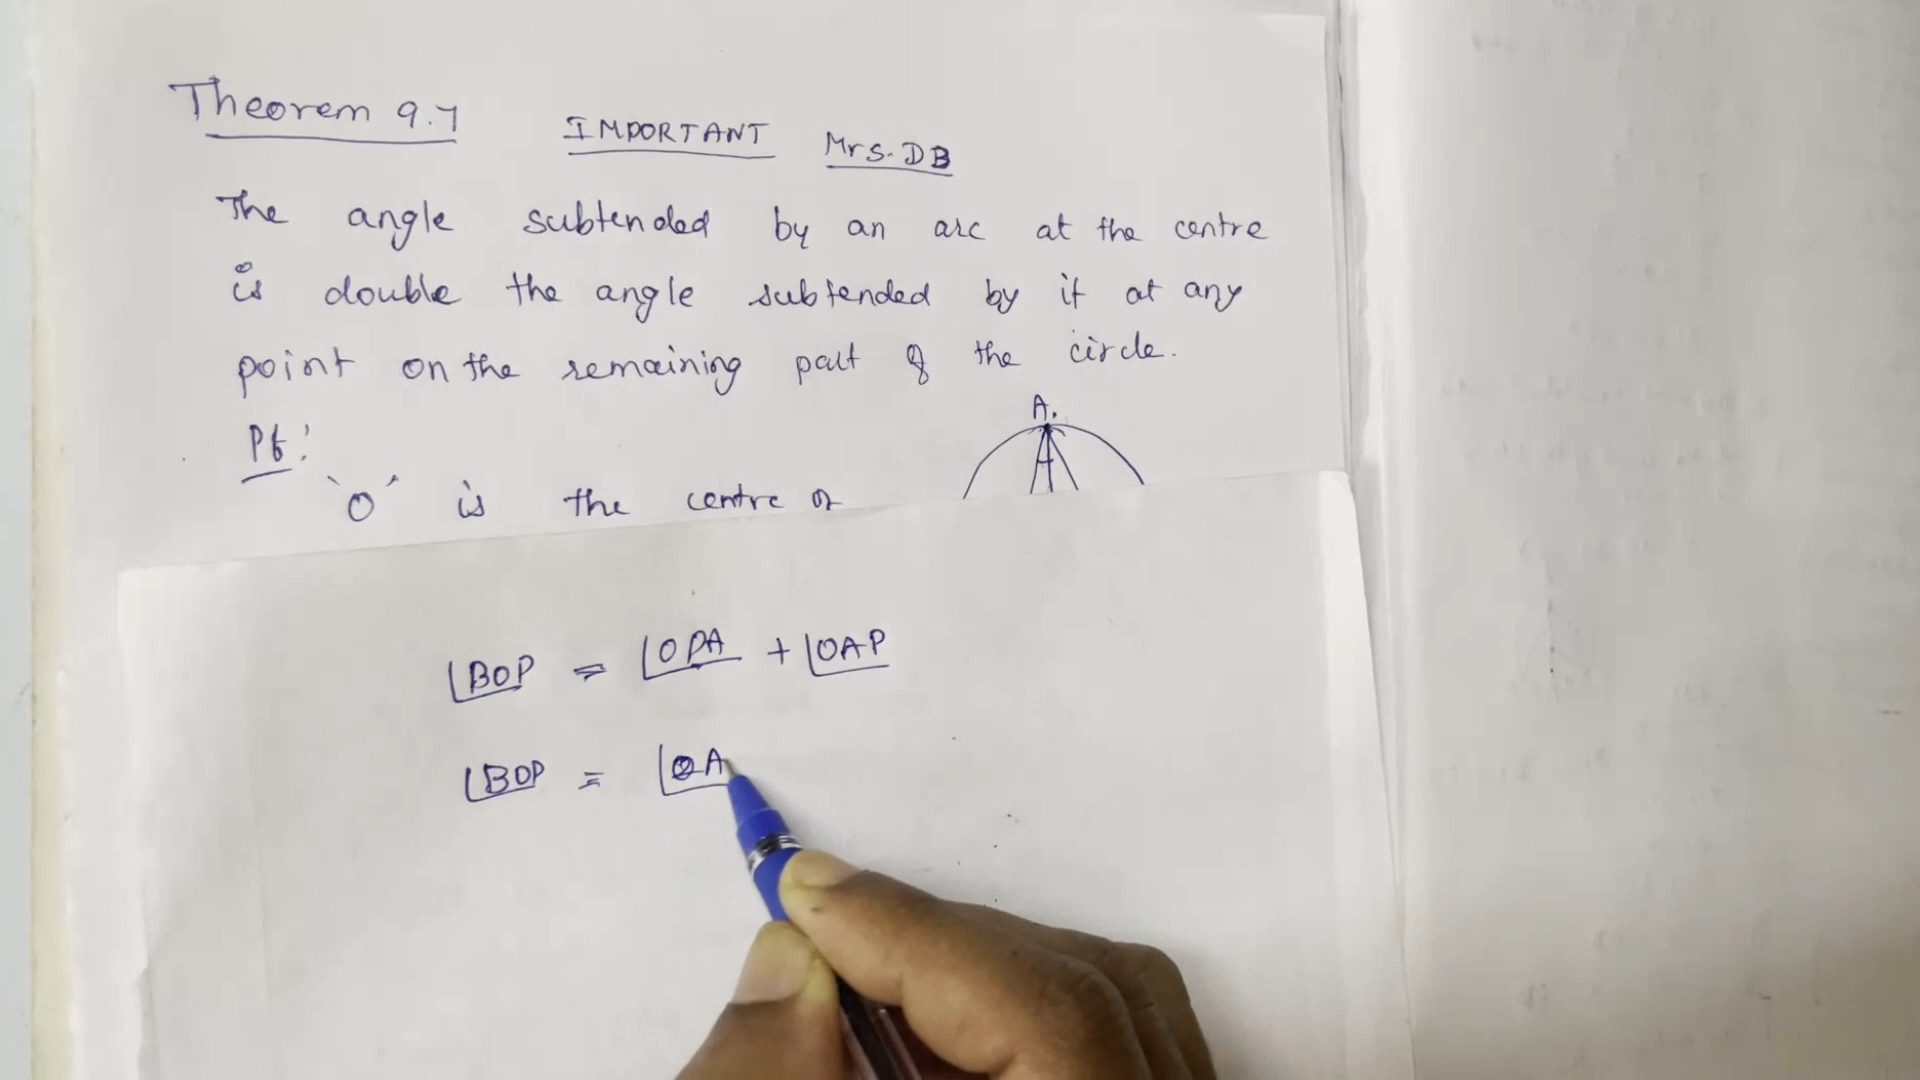 Theorem 9.7 IMPORTANT Mrs. DB
The angle subtended by an arc at the centre
is double the angle subtended by it at any
point on the remaining part of the circle.
Pf:
A.
'O' is the centre of
∠BOP = ∠OPA + ∠OAP
∠BOP = ∠OA